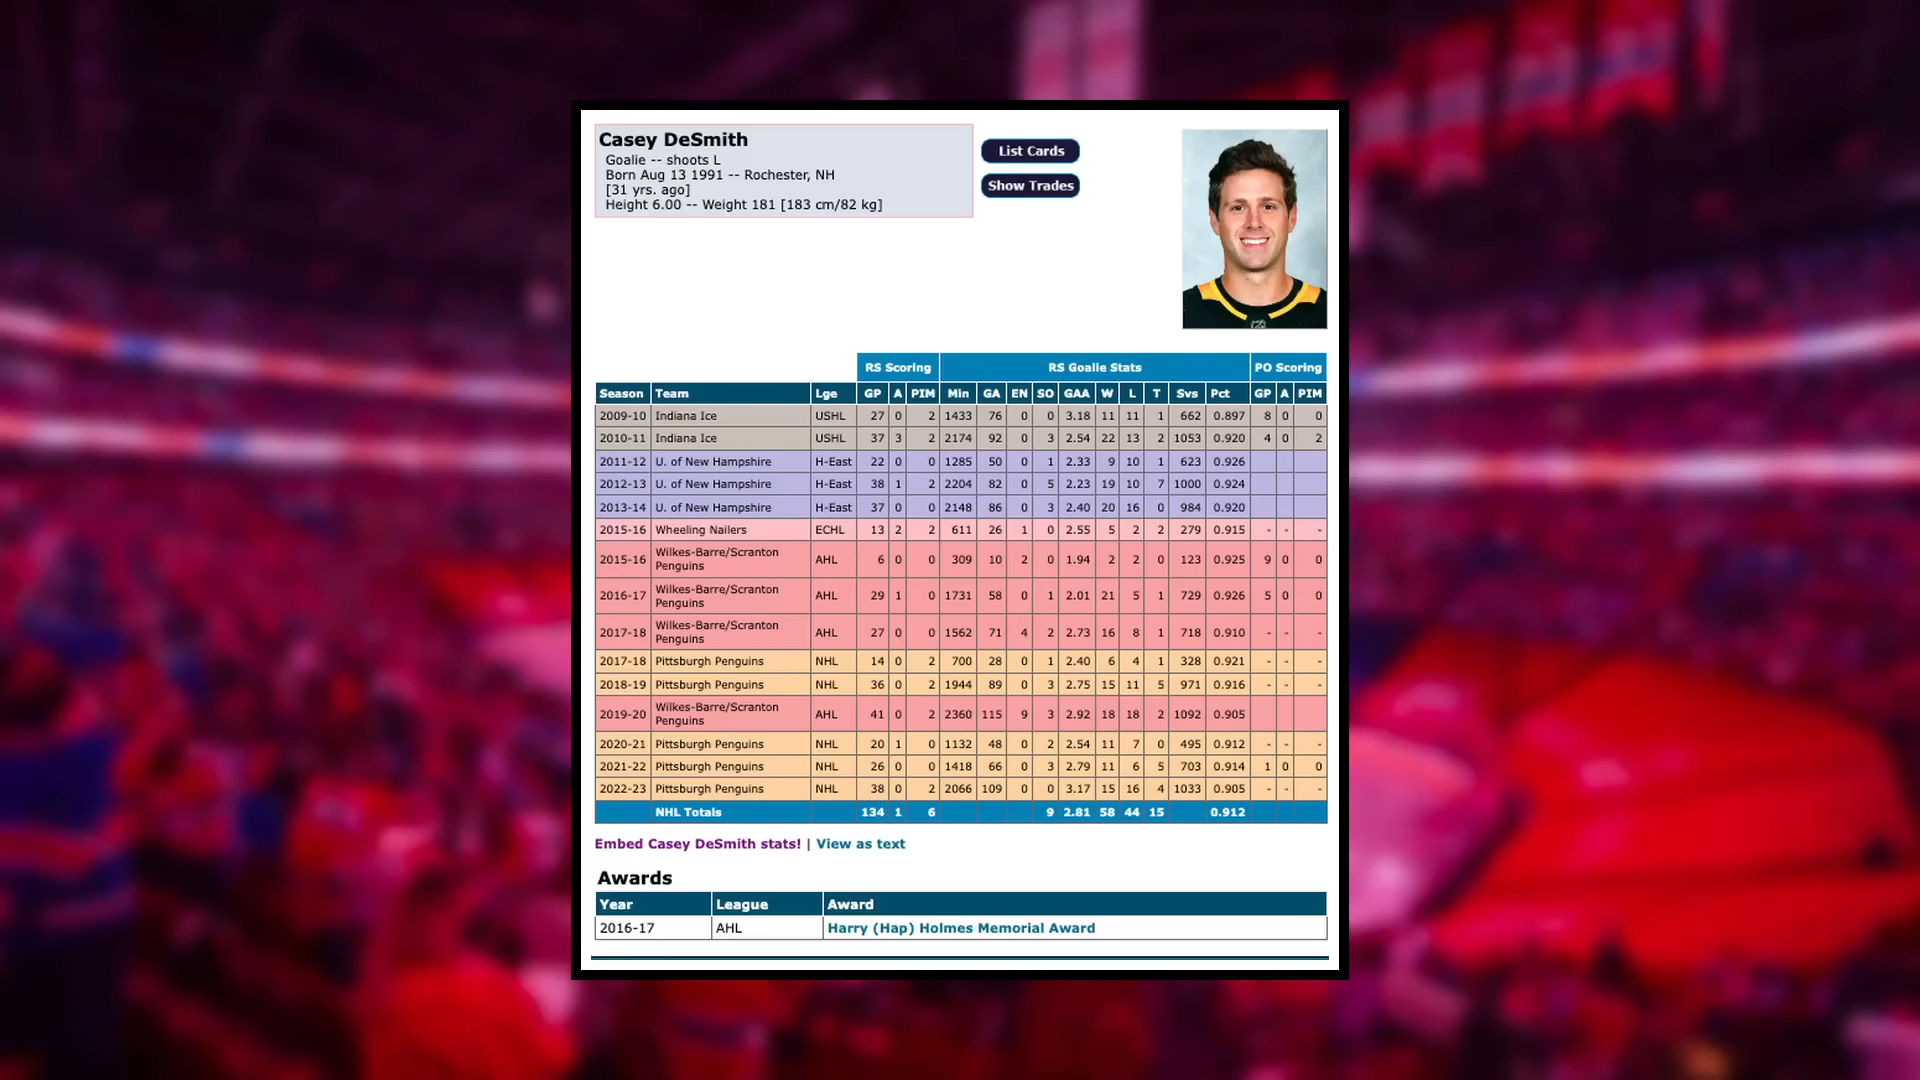 Casey DeSmith
Goalie -- shoots L
Born Aug 13 1991 -- Rochester, NH
[31 yrs. ago]
Height 6.00 -- Weight 181 [183 cm/82 kg]
List Cards
Show Trades
RS Scoring RS Goalie Stats PO Scoring
Season Team Lge GP A PIM Min GA EN SO GAA W L T Svs Pct GP A PIM
2009-10 Indiana Ice USHL 27 0 2 1433 76 0 0 3.18 11 11 1 662 0.897 8 0 0
2010-11 Indiana Ice USHL 37 3 2 2174 92 0 3 2.54 22 13 2 1053 0.920 4 0 2
2011-12 U. of New Hampshire H-East 22 0 0 1285 50 0 1 2.33 9 10 1 623 0.926
2012-13 U. of New Hampshire H-East 38 1 2 2204 82 0 5 2.23 19 10 7 1000 0.924
2013-14 U. of New Hampshire H-East 37 0 0 2148 86 0 3 2.40 20 16 0 984 0.920
2015-16 Wheeling Nailers ECHL 13 2 2 611 26 1 0 2.55 5 2 2 279 0.915 - - -
2015-16 Wilkes-Barre/Scranton Penguins AHL 6 0 0 309 10 2 0 1.94 2 2 0 123 0.925 9 0 0
2016-17 Wilkes-Barre/Scranton Penguins AHL 29 1 0 1731 58 0 1 2.01 21 5 1 729 0.926 5 0 0
2017-18 Wilkes-Barre/Scranton Penguins AHL 27 0 0 1562 71 4 2 2.73 16 8 1 718 0.910 - - -
2017-18 Pittsburgh Penguins NHL 14 0 2 700 28 0 1 2.40 6 4 1 328 0.921 - - -
2018-19 Pittsburgh Penguins NHL 36 0 2 1944 89 0 3 2.75 15 11 5 971 0.916 - - -
2019-20 Wilkes-Barre/Scranton Penguins AHL 41 0 2 2360 115 9 3 2.92 18 18 2 1092 0.905
2020-21 Pittsburgh Penguins NHL 20 1 0 1132 48 0 2 2.54 11 7 0 495 0.912 - - -
2021-22 Pittsburgh Penguins NHL 26 0 0 1418 66 0 3 2.79 11 6 5 703 0.914 1 0 0
2022-23 Pittsburgh Penguins NHL 38 0 2 2066 109 0 0 3.17 15 16 4 1033 0.905 - - -
NHL Totals 134 1 6 9 2.81 58 44 15 0.912
Embed Casey DeSmith stats! | View as text
Awards
Year League Award
2016-17 AHL Harry (Hap) Holmes Memorial Award